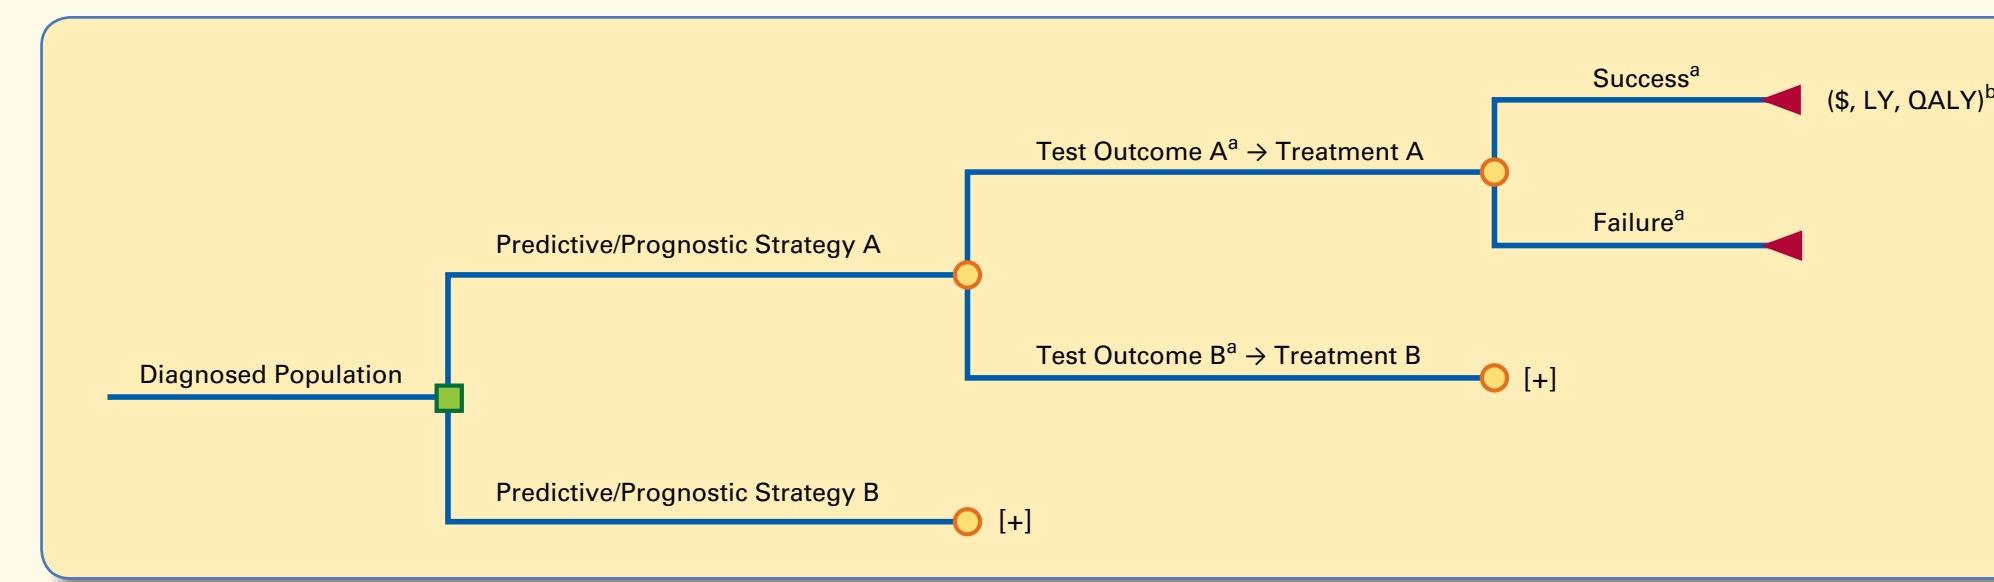 Success^a
($, LY, QALY)^b
Test Outcome A^a → Treatment A
Failure^a
Predictive/Prognostic Strategy A
Test Outcome B^a → Treatment B
[+]
Diagnosed Population
Predictive/Prognostic Strategy B
[+]